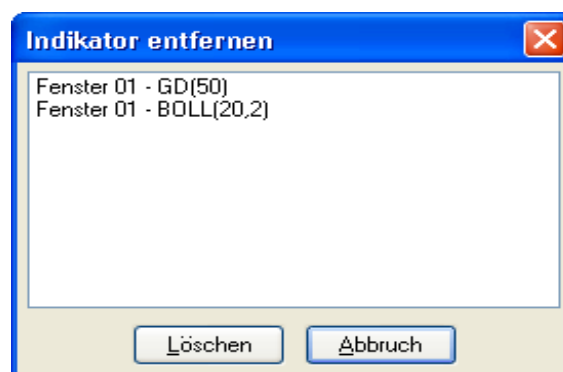 Indikator entfernen
Fenster 01 - GD(50)
Fenster 01 - BOLL(20,2)
Löschen Abbruch